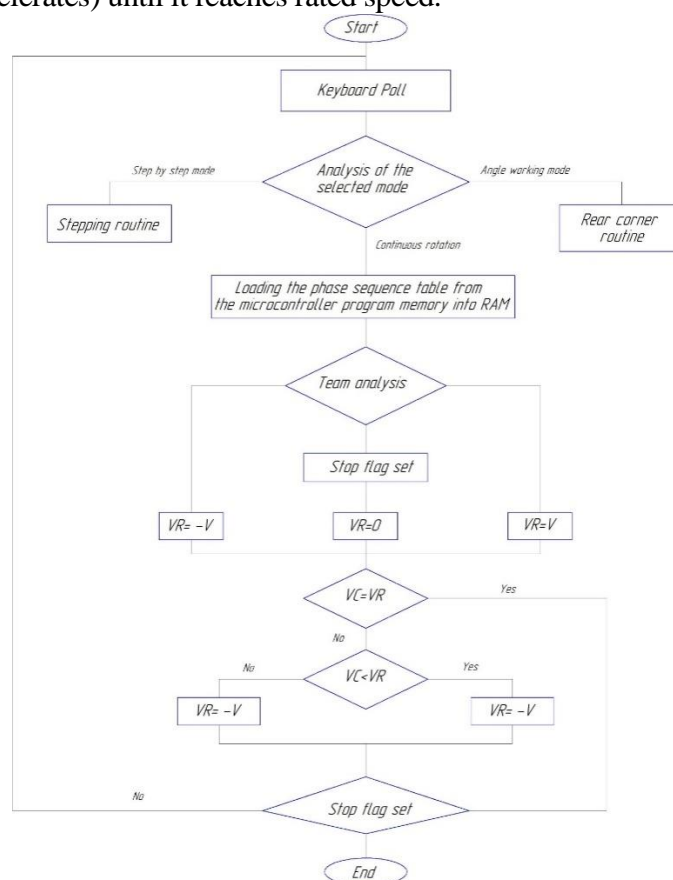 elerates) until it reaches rated speed.
Start
Keyboard Poll
Analysis of the
selected mode
Step by step mode
Angle working mode
Stepping routine
Rear corner
routine
Continuous rotation
Loading the phase sequence table from
the microcontroller program memory into RAM
Team analysis
Stop flag set
VR= -V
VR=0
VR=V
VC=VR
Yes
No
No
VC<VR
Yes
VR= -V
VR= -V
No
Stop flag set
End